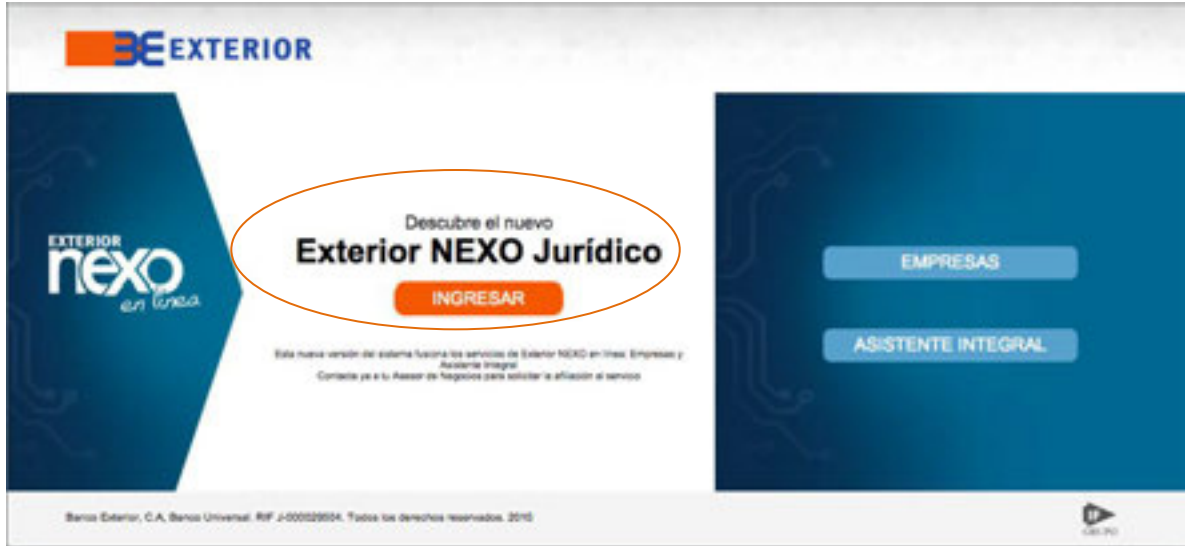 BE EXTERIOR
EXTERIOR
nexo
en línea
Descubre el nuevo
Exterior NEXO Jurídico
INGRESAR
Esta nueva versión del sistema fusiona los servicios de Exterior NEXO en línea: Empresas y
Asistente Integral
Contacta ya a tu Asesor de Negocios para solicitar la afiliación al servicio
EMPRESAS
ASISTENTE INTEGRAL
Banco Exterior, C.A. Banco Universal. RIF Todos los derechos reservados.
GRUPO